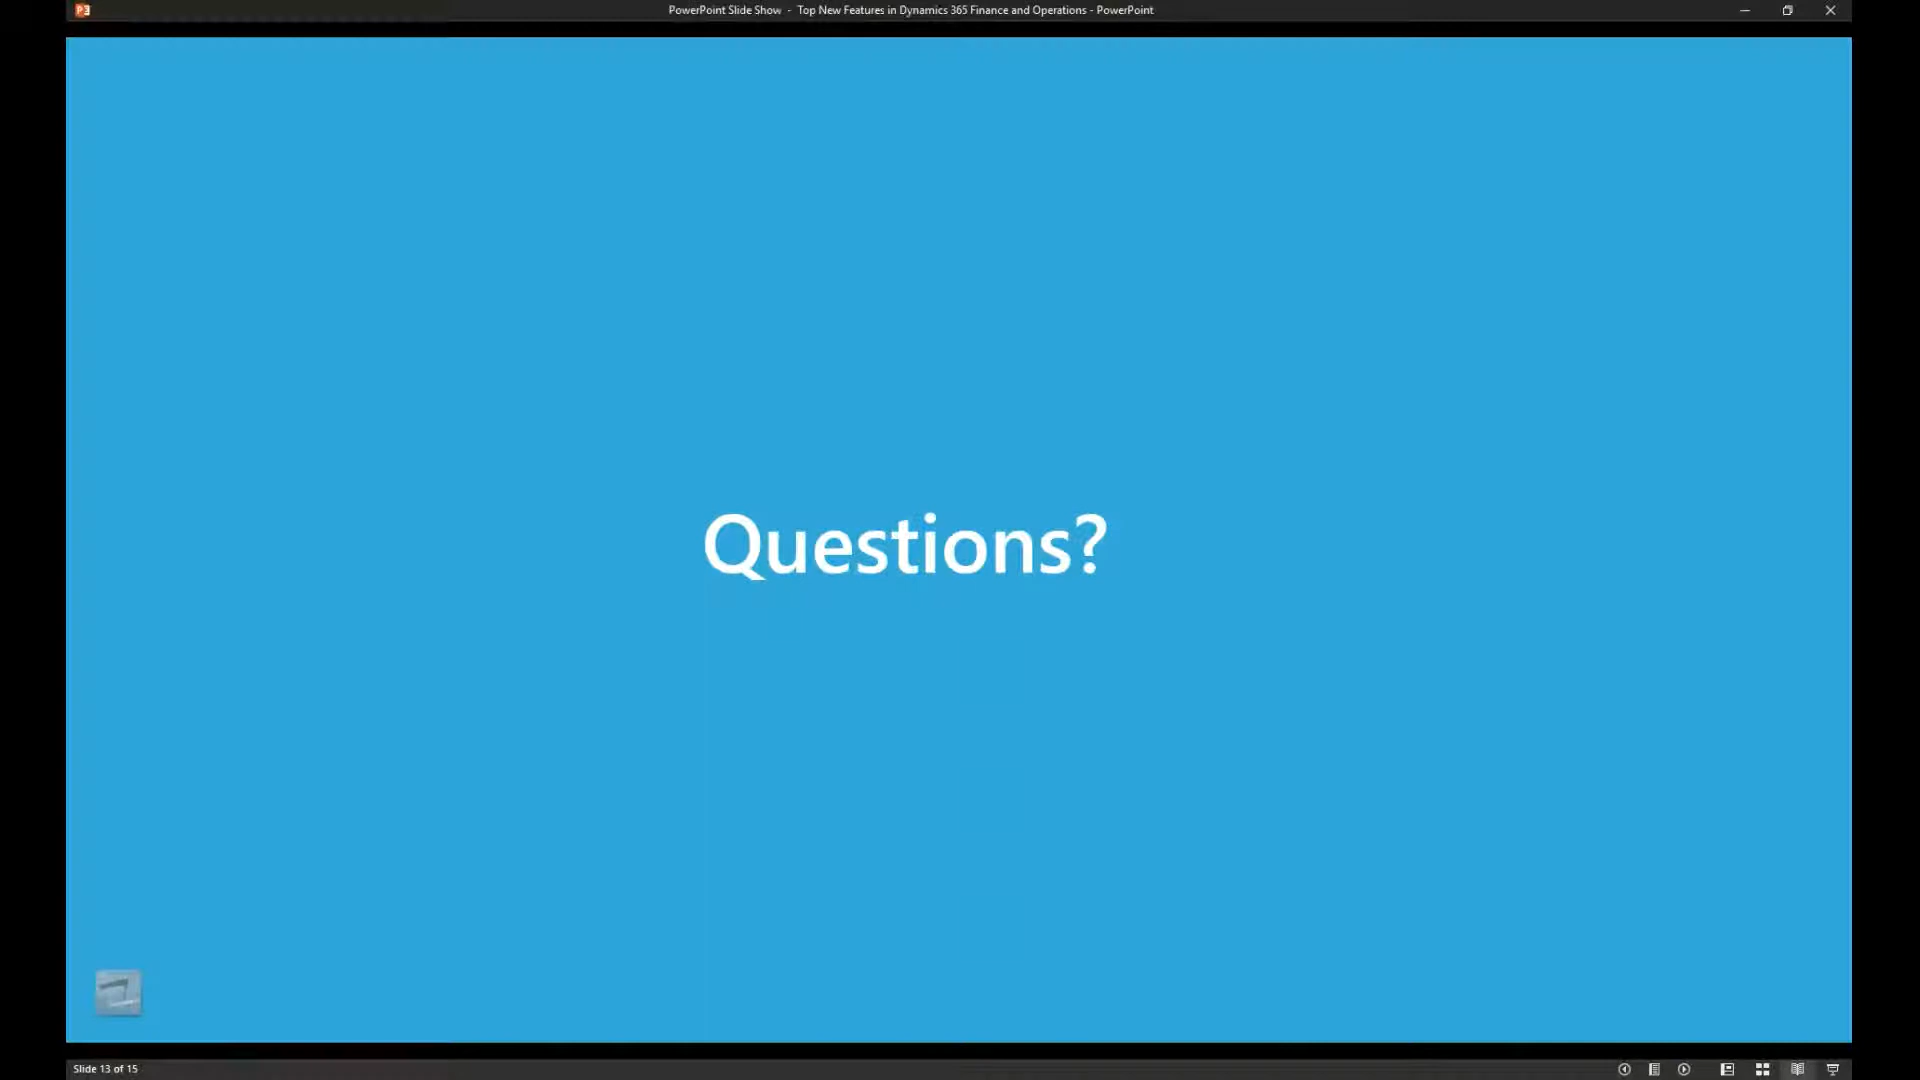 PowerPoint Slide Show - Top New Features in Dynamics 365 Finance and Operations - PowerPoint
Questions?
Slide 13 of 15